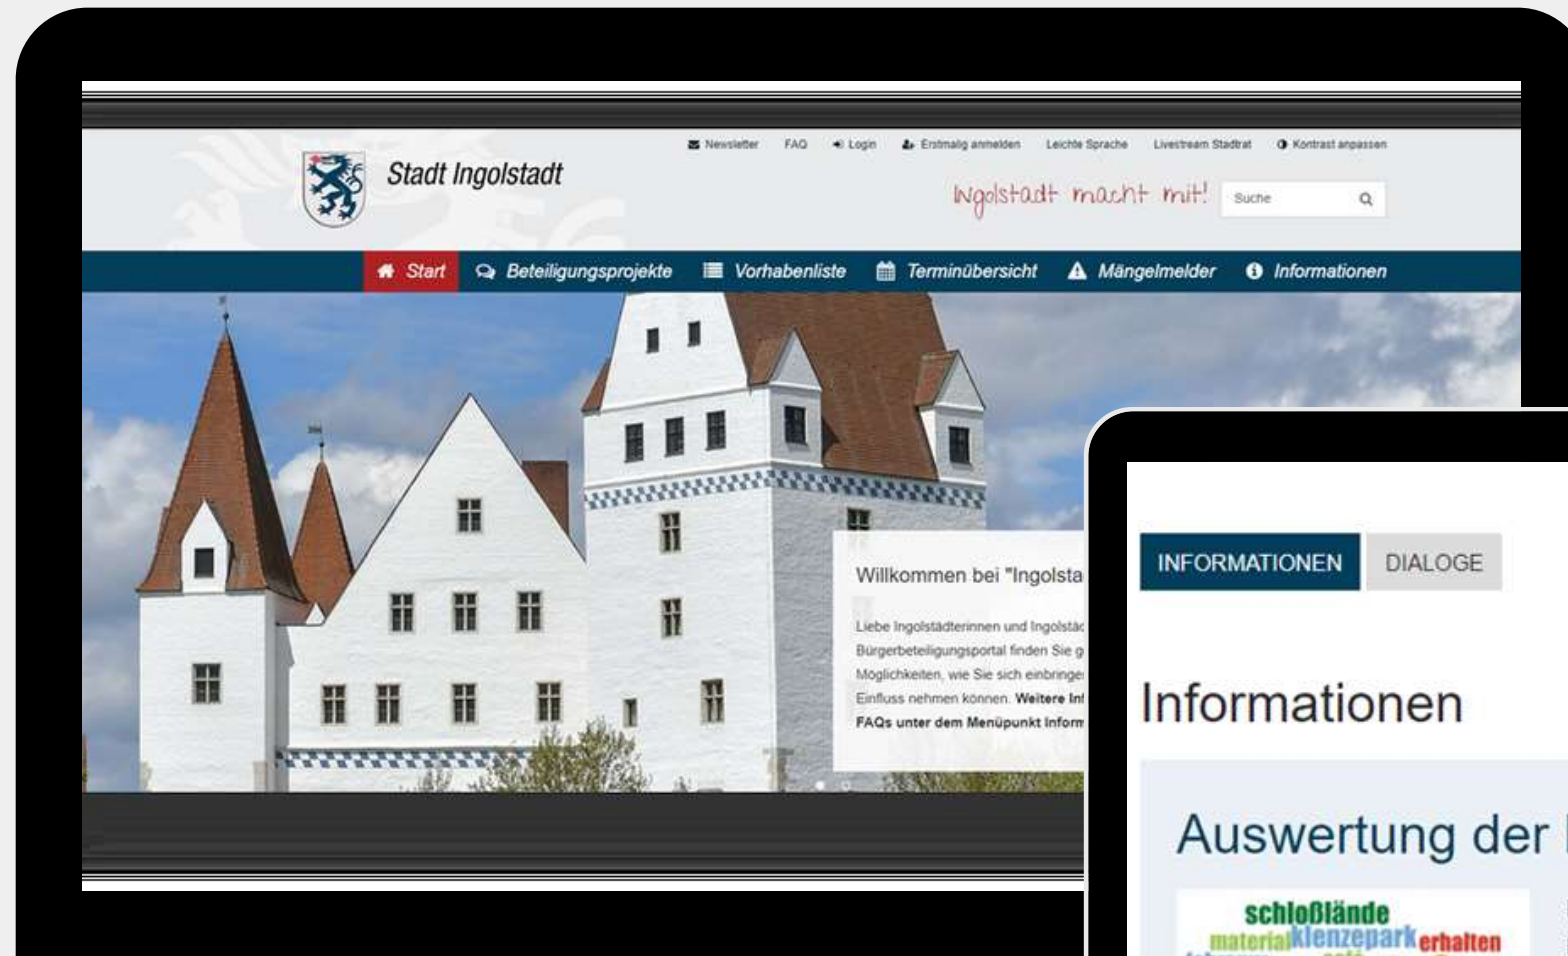 Newsletter FAQ Login Erstmalig anmelden Leichte Sprache Livestream Stadtrat Kontrast anpassen
Stadt Ingolstadt
Ingolstadt macht mit! Suche
Start Beteiligungsprojekte Vorhabenliste Terminübersicht Mängelmelder Informationen
Willkommen bei "Ingolsta
Liebe Ingolstädterinnen und Ingolstäd
Bürgerbeteiligungsportal finden Sie g
Möglichkeiten, wie Sie sich einbringe
Einfluss nehmen können. Weitere Inf
FAQs unter dem Menüpunkt Inform
INFORMATIONEN DIALOGE
Informationen
Auswertung der
schloßlände
material klenzepark erhalten
café